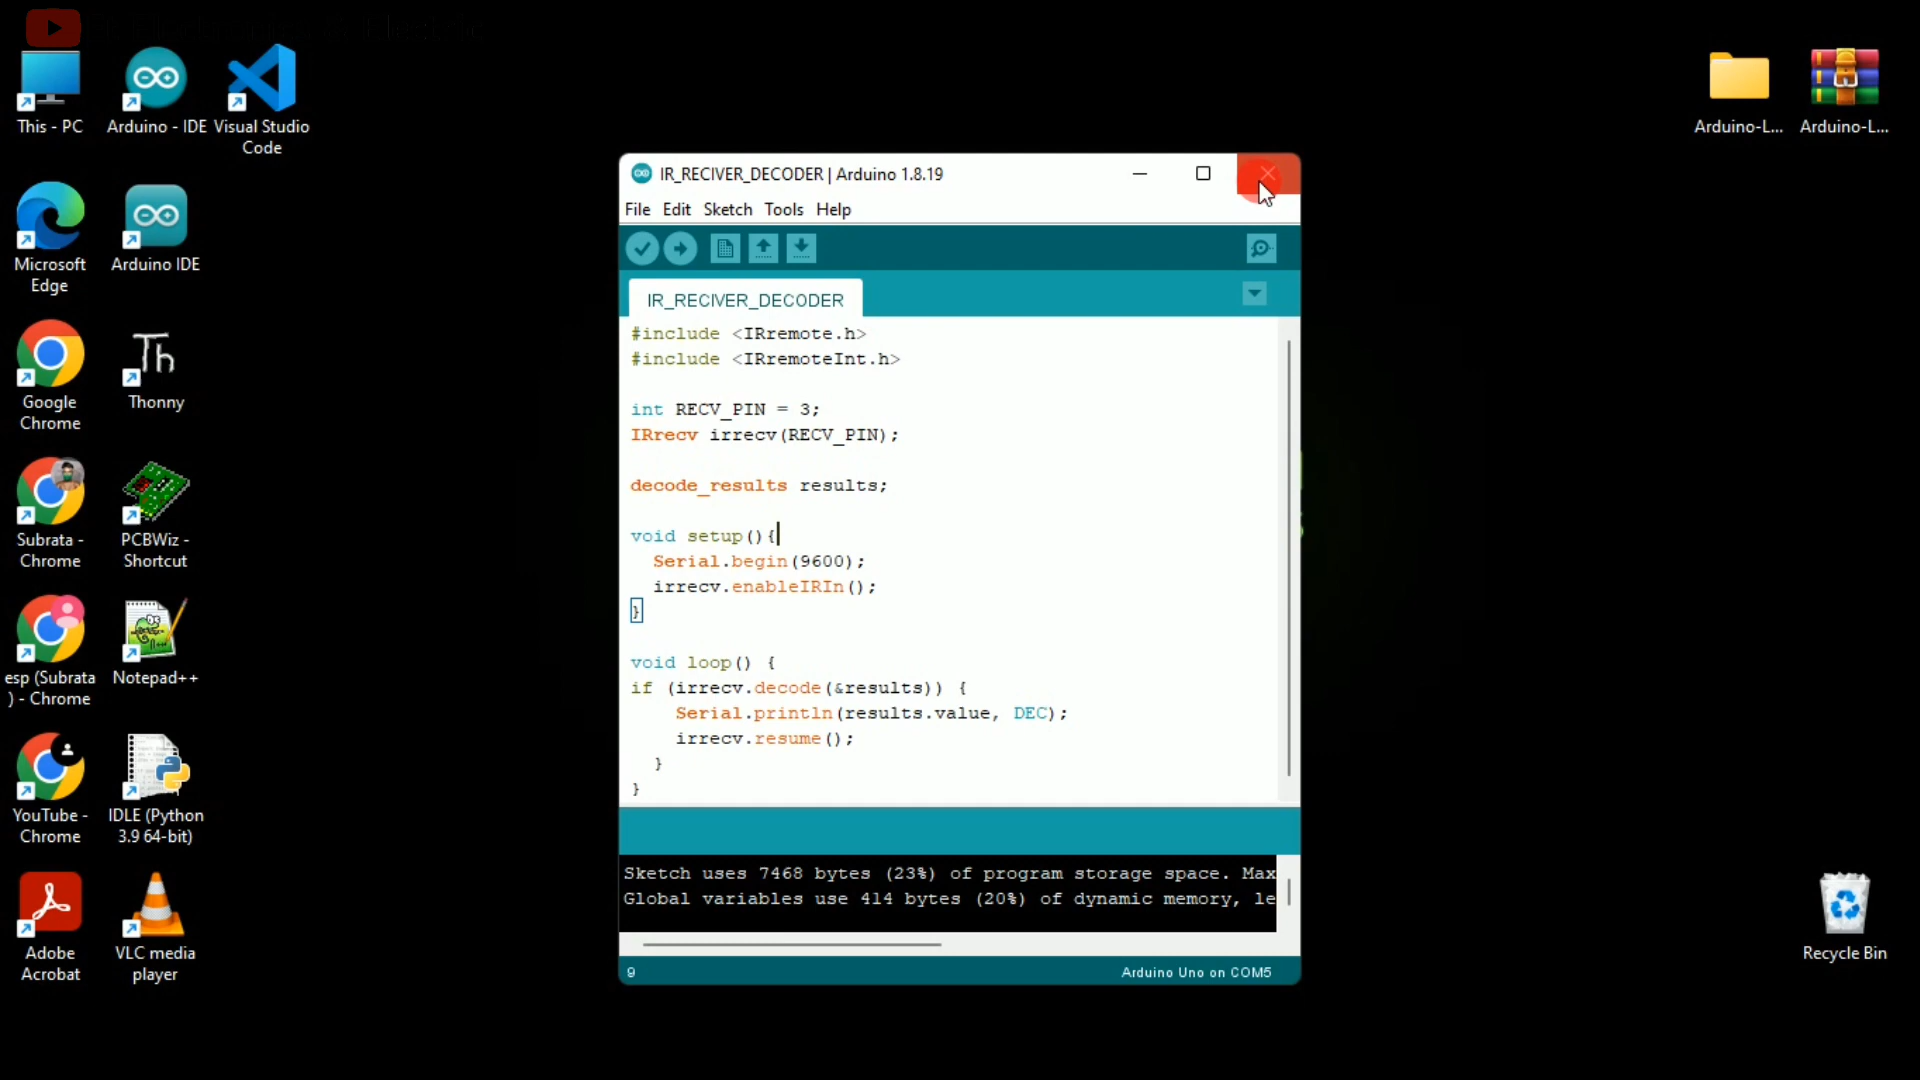 This - PC
Arduino - IDE
Visual Studio
Code
Microsoft
Edge
Arduino IDE
Google
Chrome
Thonny
Th
Subrata -
Chrome
PCBWiz -
Shortcut
esp (Subrata
) - Chrome
Notepad++
YouTube -
Chrome
IDLE (Python
3.9 64-bit)
Adobe
Acrobat
VLC media
player
IR_RECIVER_DECODER | Arduino 1.8.19
File Edit Sketch Tools Help
IR_RECIVER_DECODER
#include <IRremote.h>
#include <IRremoteInt.h>
int RECV_PIN = 3;
IRrecv irrecv(RECV_PIN);
decode_results results;
void setup(){
Serial.begin(9600);
irrecv.enableIRIn();
}
void loop() {
if (irrecv.decode(&results)) {
Serial.println(results.value, DEC);
irrecv.resume();
}
}
Sketch uses 7468 bytes (23%) of program storage space. Max
Global variables use 414 bytes (20%) of dynamic memory, le
9
Arduino Uno on COM5
Arduino-L...
Arduino-L...
Recycle Bin